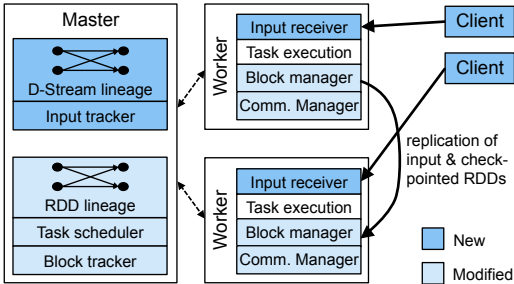 Master
D-Stream lineage
Input tracker
RDD lineage
Task scheduler
Block tracker
Worker
Input receiver
Task execution
Block manager
Comm. Manager
Worker
Input receiver
Task execution
Block manager
Comm. Manager
Client
Client
replication of
input & check-
pointed RDDs
New
Modified